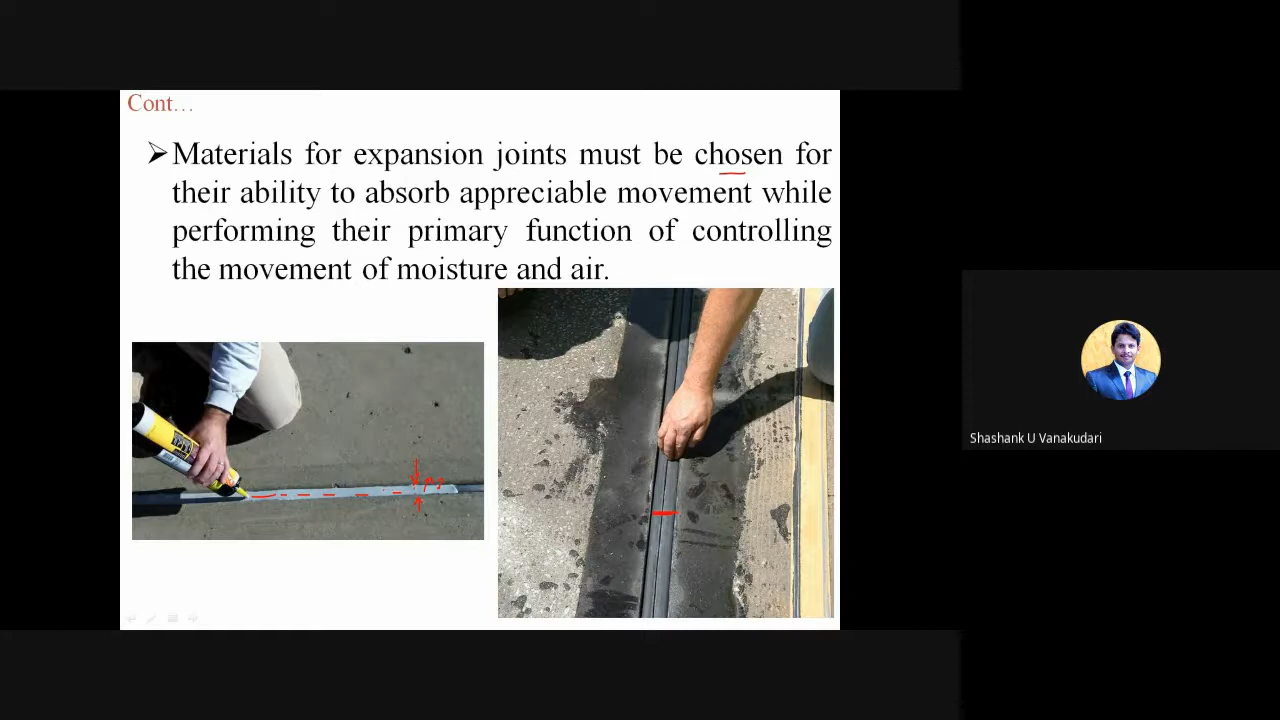 Cont…
➢Materials for expansion joints must be chosen for
their ability to absorb appreciable movement while
performing their primary function of controlling
the movement of moisture and air.
Shashank U Vanakudari